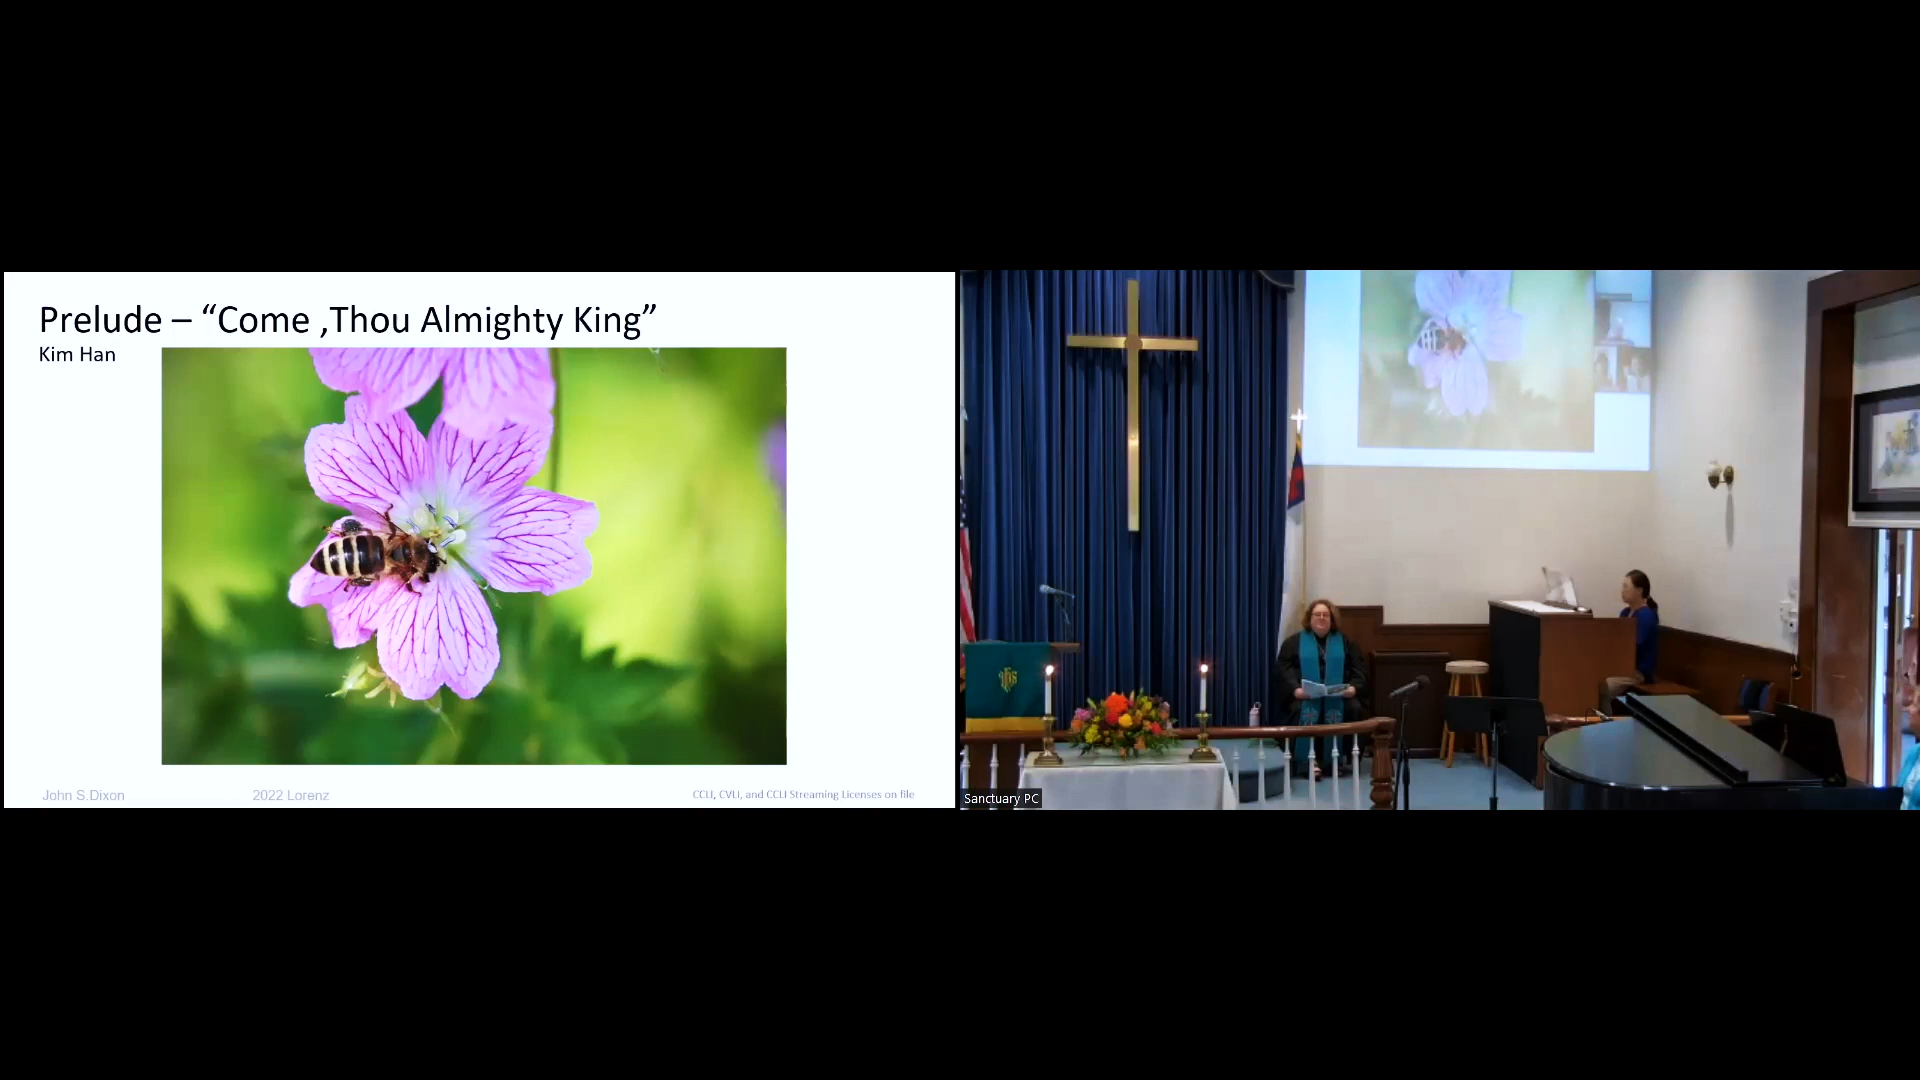 Prelude – “Come ,Thou Almighty King”
Kim Han
John S.Dixon
2022 Lorenz
CCLI, CVLI, and CCLI Streaming Licenses on file
IHS
Sanctuary PC